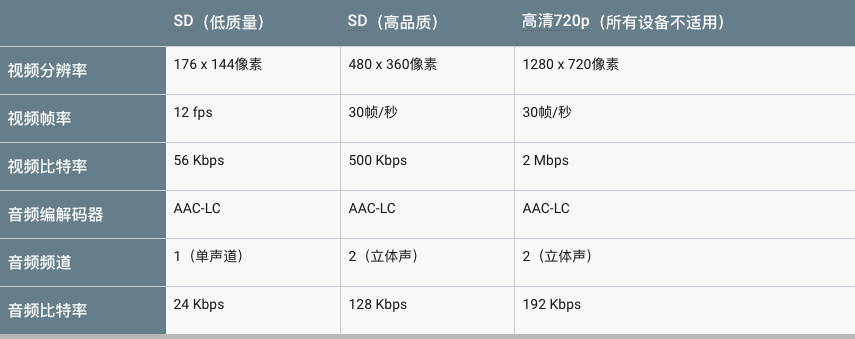 SD（低质量） SD（高品质） 高清720p（所有设备不适用）
视频分辨率 176 x 144像素 480 x 360像素 1280 x 720像素
视频帧率 12 fps 30帧/秒 30帧/秒
视频比特率 56 Kbps 500 Kbps 2 Mbps
音频编解码器 AAC-LC AAC-LC AAC-LC
音频频道 1（单声道） 2（立体声） 2（立体声）
音频比特率 24 Kbps 128 Kbps 192 Kbps